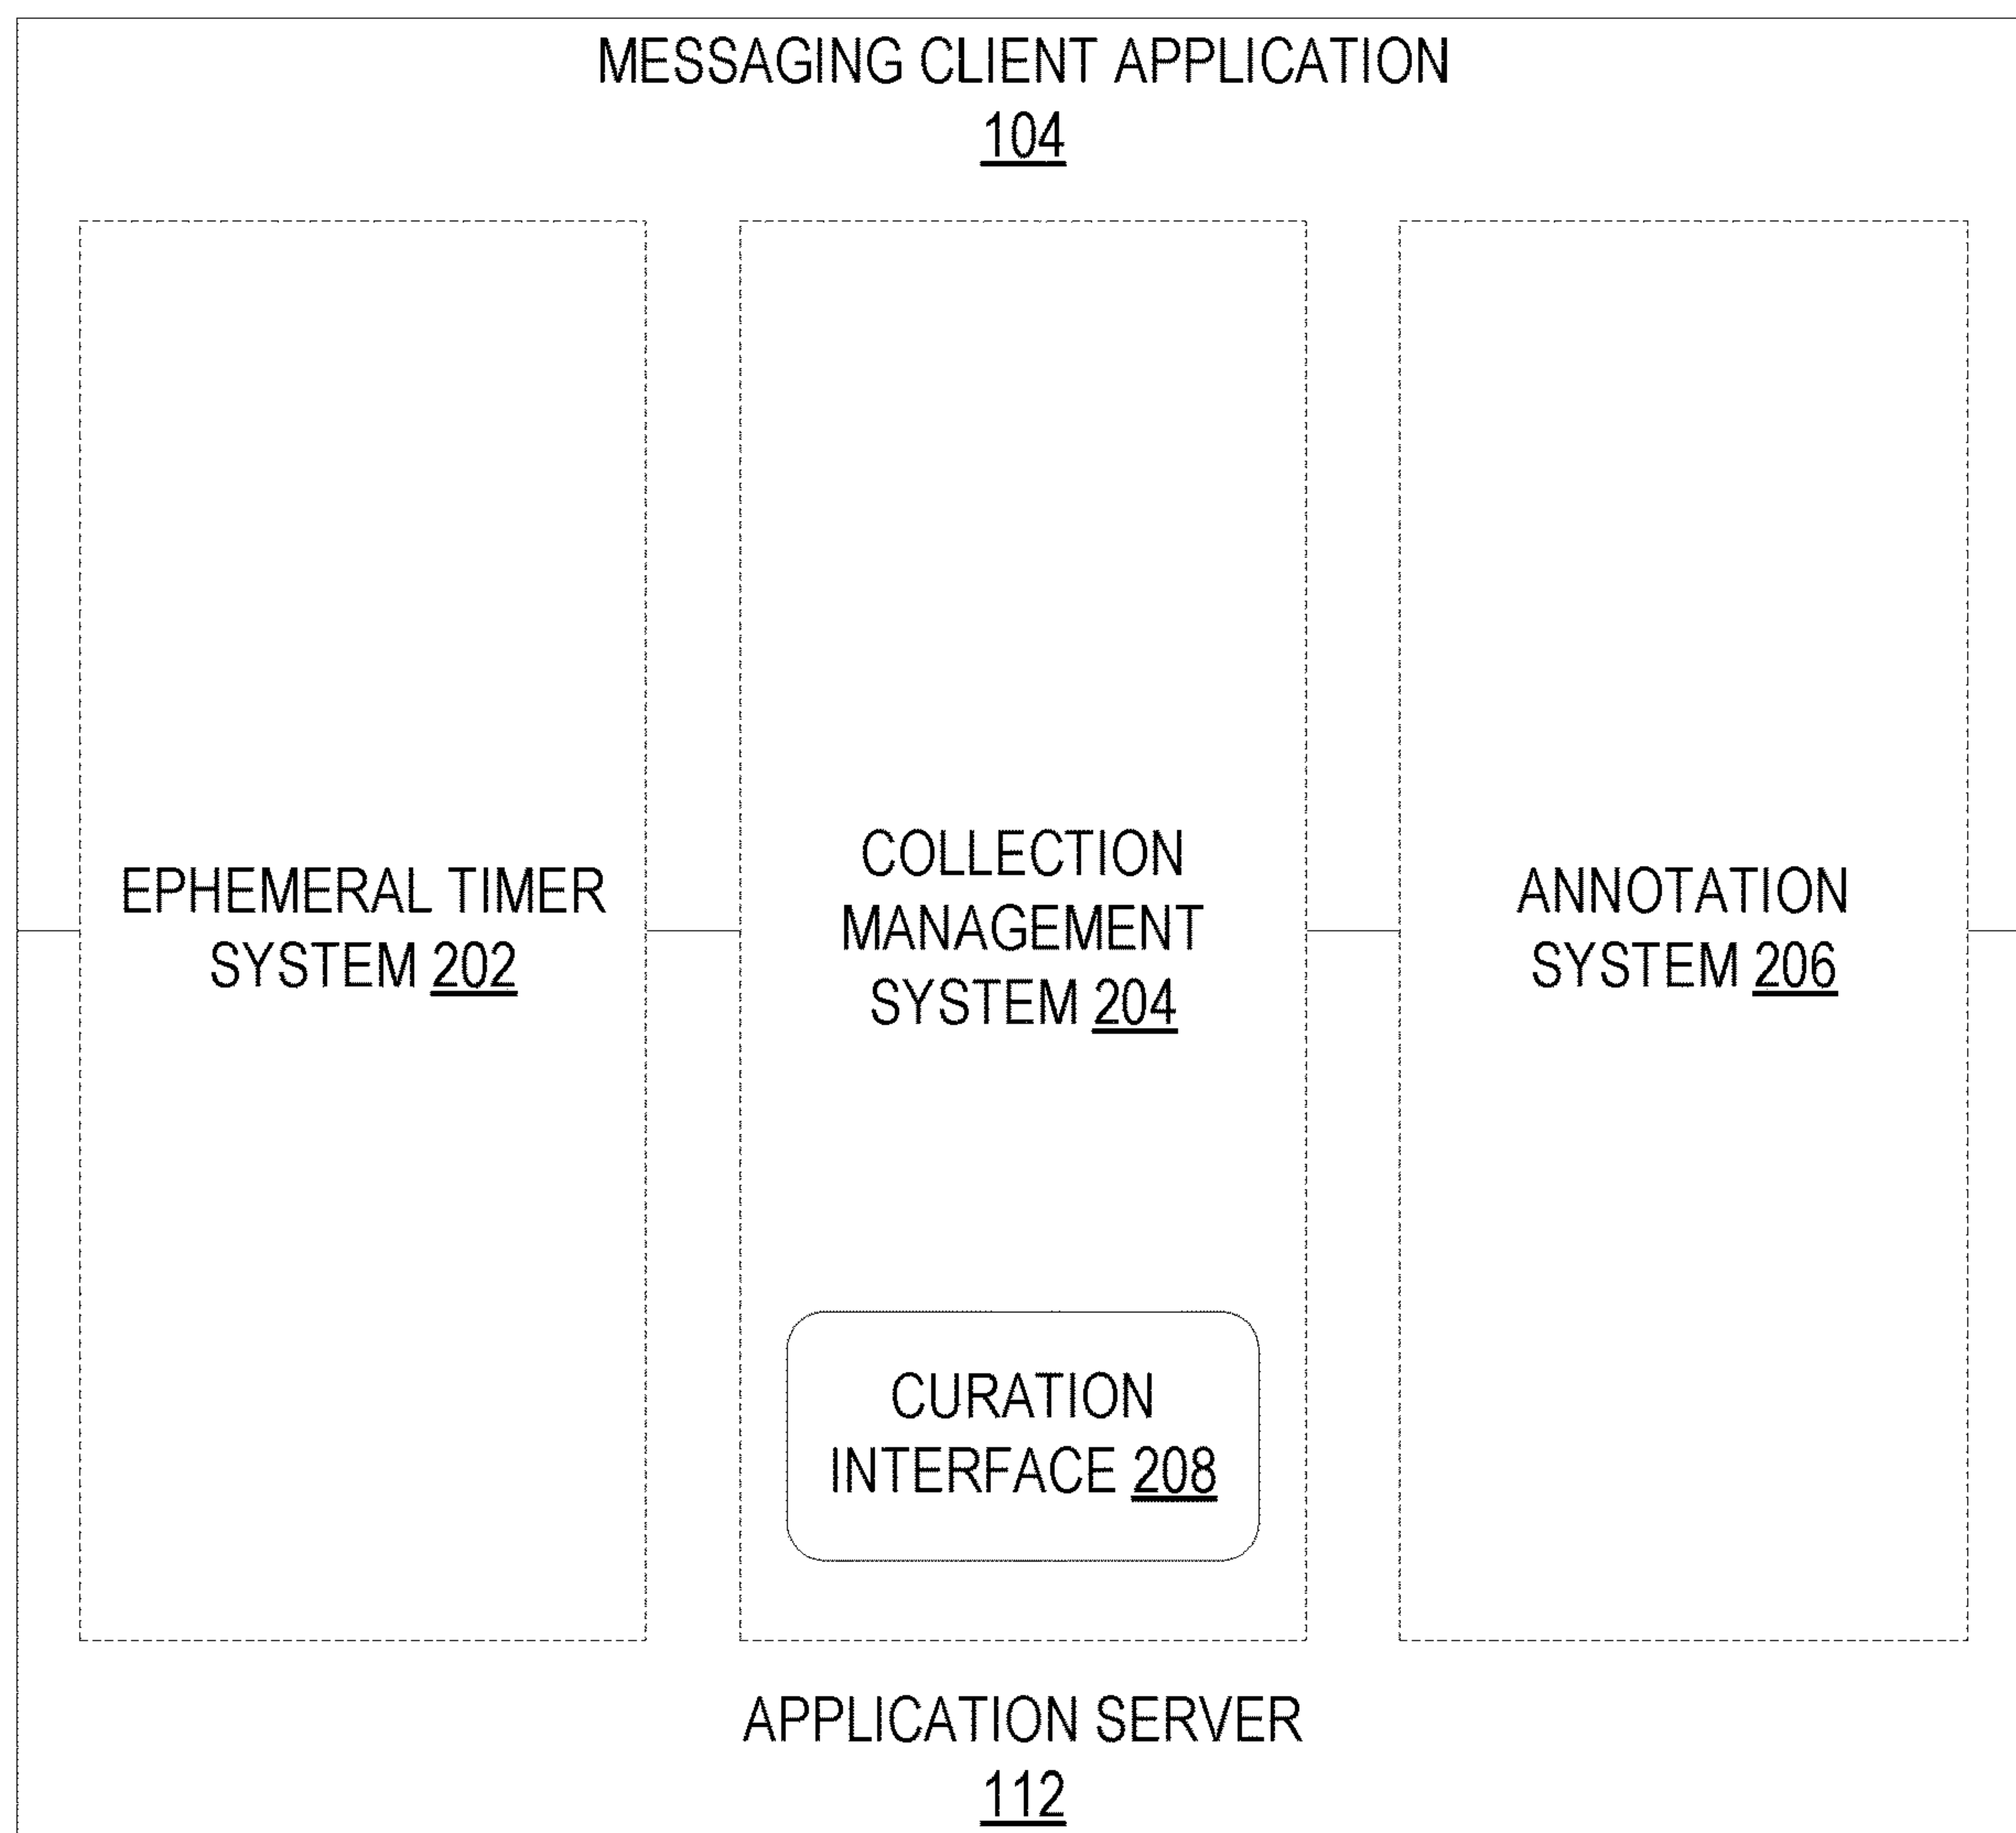 MESSAGING CLIENT APPLICATION
104
EPHEMERAL TIMER
SYSTEM 202
COLLECTION
MANAGEMENT
SYSTEM 204
ANNOTATION
SYSTEM 206
CURATION
INTERFACE 208
APPLICATION SERVER
112